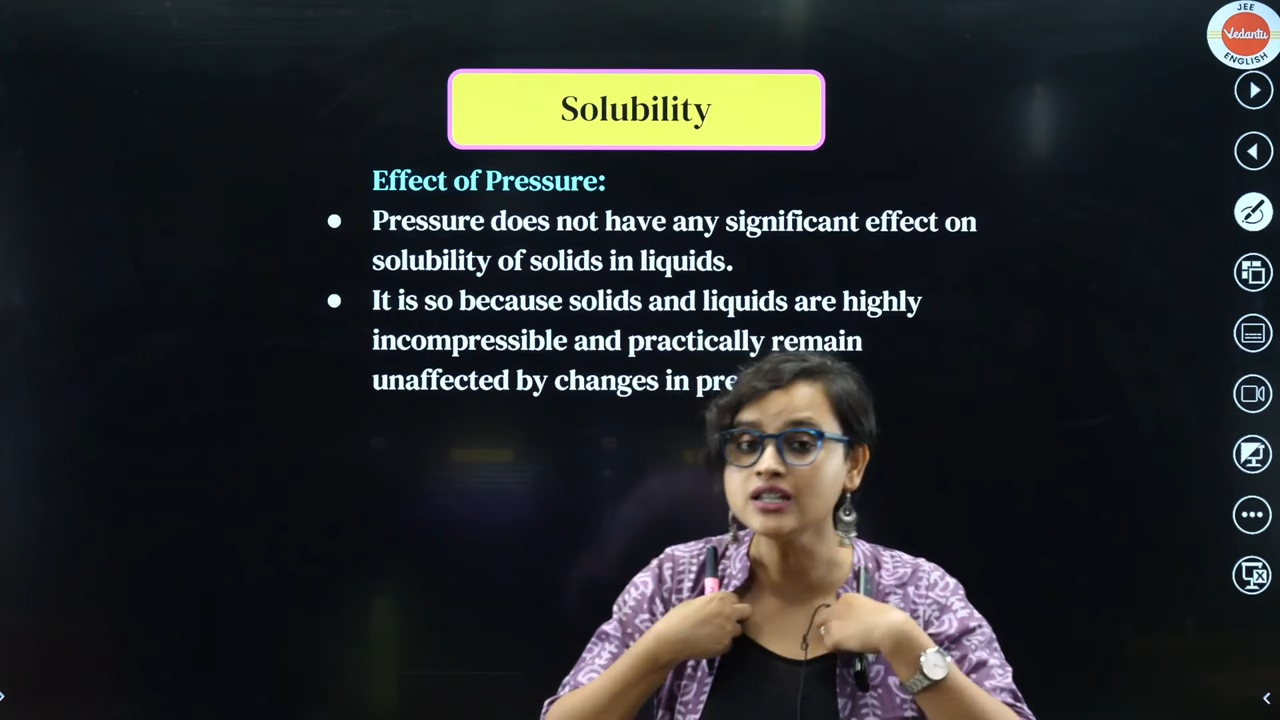 JEE
Vedantu
ENGLISH
Solubility
Effect of Pressure:
● Pressure does not have any significant effect on
solubility of solids in liquids.
● It is so because solids and liquids are highly
incompressible and practically remain
unaffected by changes in